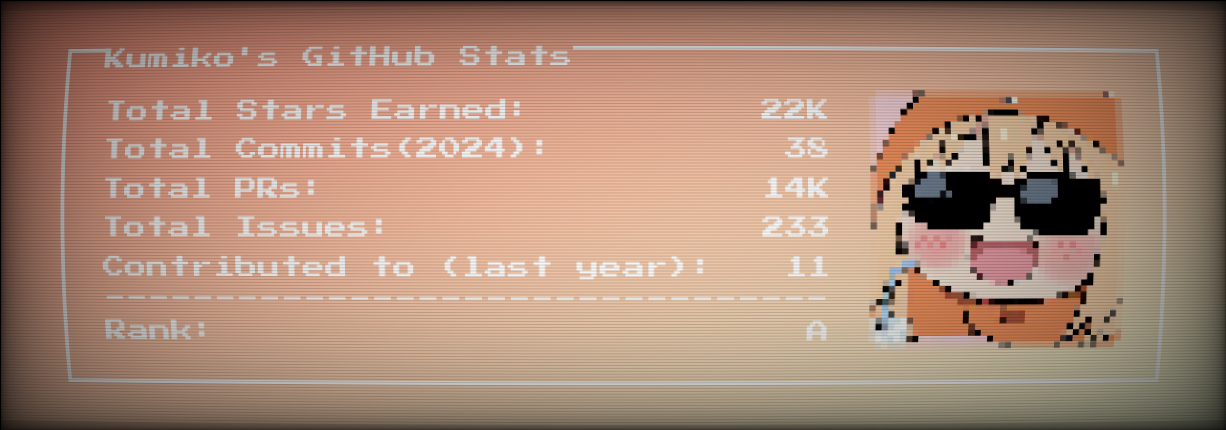 Kumiko's GitHub Stats
Total Stars Earned: 22K
Total Commits(2024): 38
Total PRs: 14K
Total Issues: 233
Contributed to (last year): 11
Rank: A